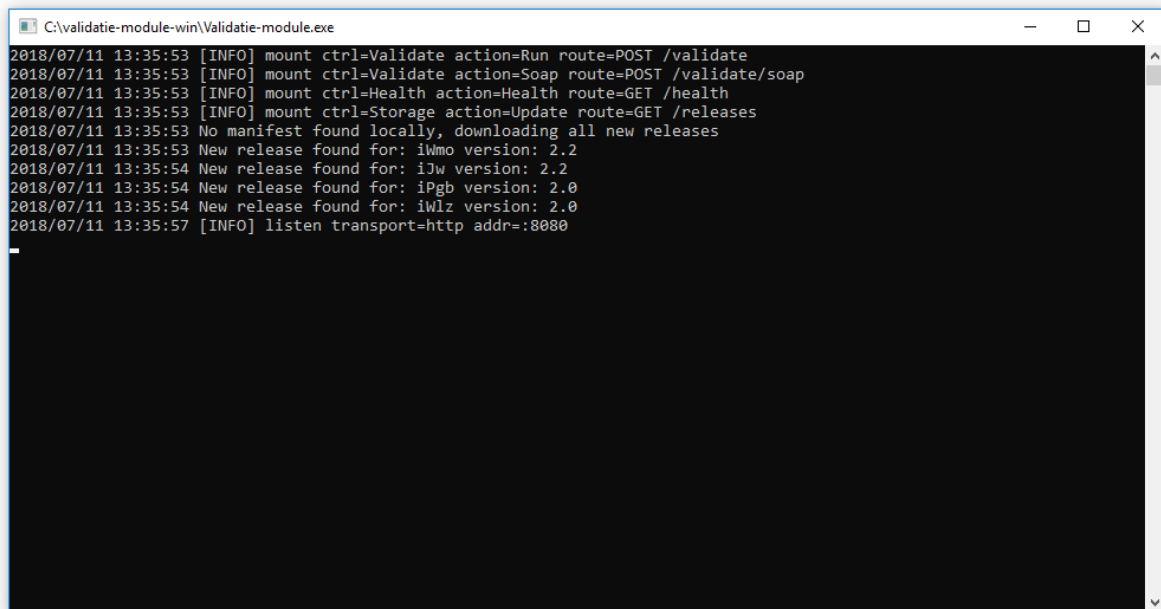 C:\validatie-module-win\Validatie-module.exe
2018/07/11 13:35:53 [INFO] mount ctrl=Validate action=Run route=POST /validate
2018/07/11 13:35:53 [INFO] mount ctrl=Validate action=Soap route=POST /validate/soap
2018/07/11 13:35:53 [INFO] mount ctrl=Health action=Health route=GET /health
2018/07/11 13:35:53 [INFO] mount ctrl=Storage action=Update route=GET /releases
2018/07/11 13:35:53 No manifest found locally, downloading all new releases
2018/07/11 13:35:53 New release found for: iWmo version: 2.2
2018/07/11 13:35:54 New release found for: iJw version: 2.2
2018/07/11 13:35:54 New release found for: iPgb version: 2.0
2018/07/11 13:35:54 New release found for: iWlz version: 2.0
2018/07/11 13:35:57 [INFO] listen transport=http addr=:8080